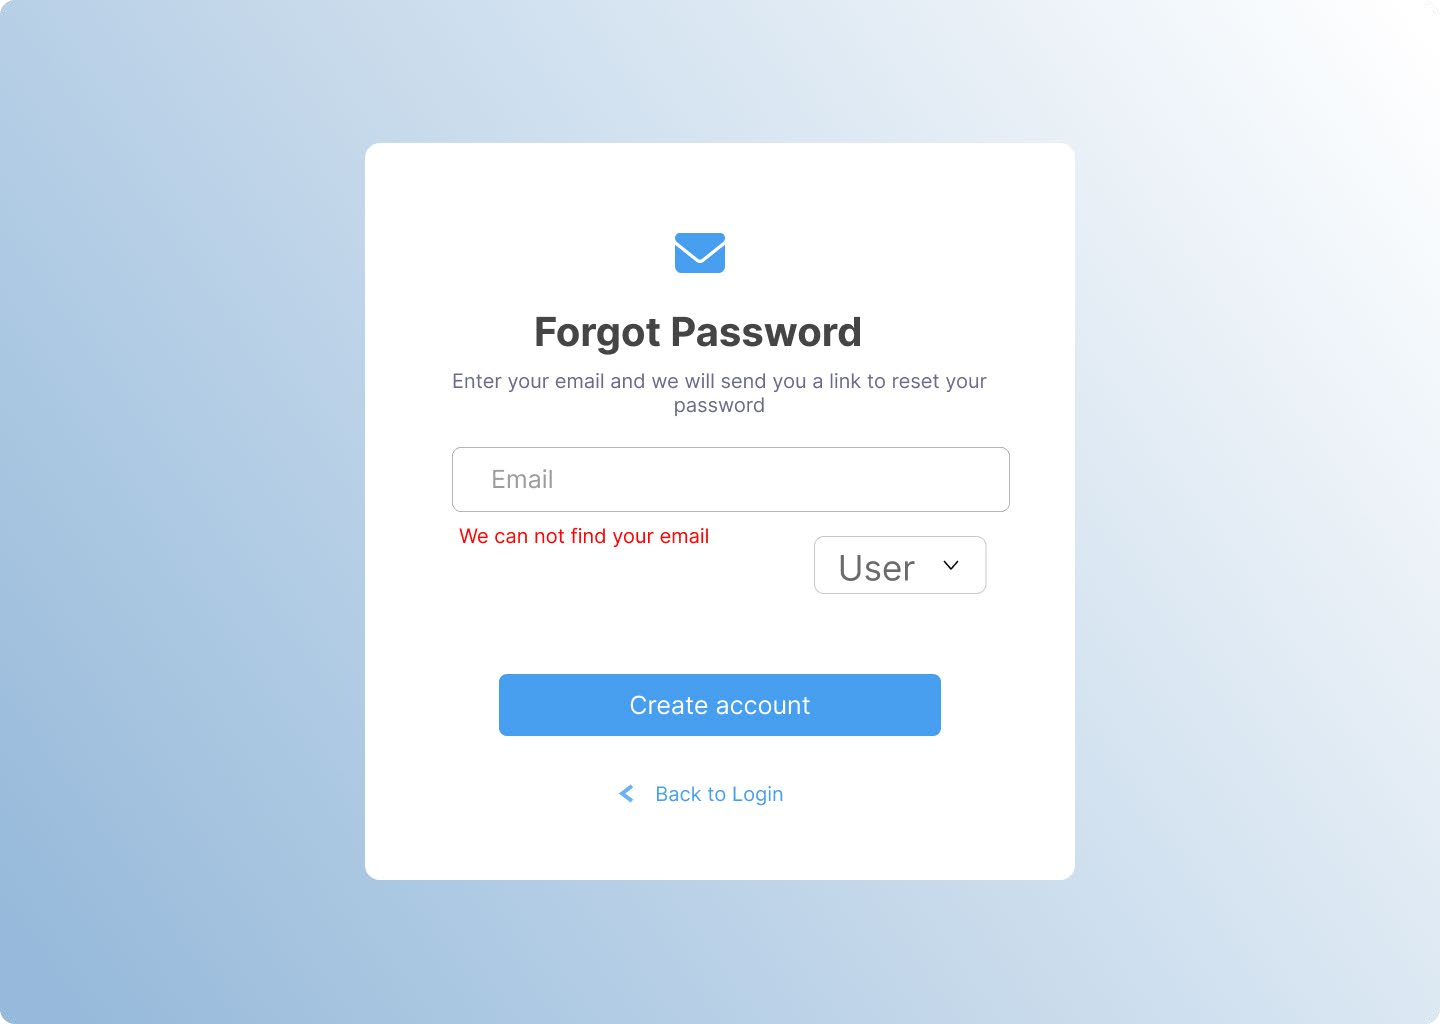 Forgot Password
Enter your email and we will send you a link to reset your
password
Email
We can not find your email
User
Create account
Back to Login